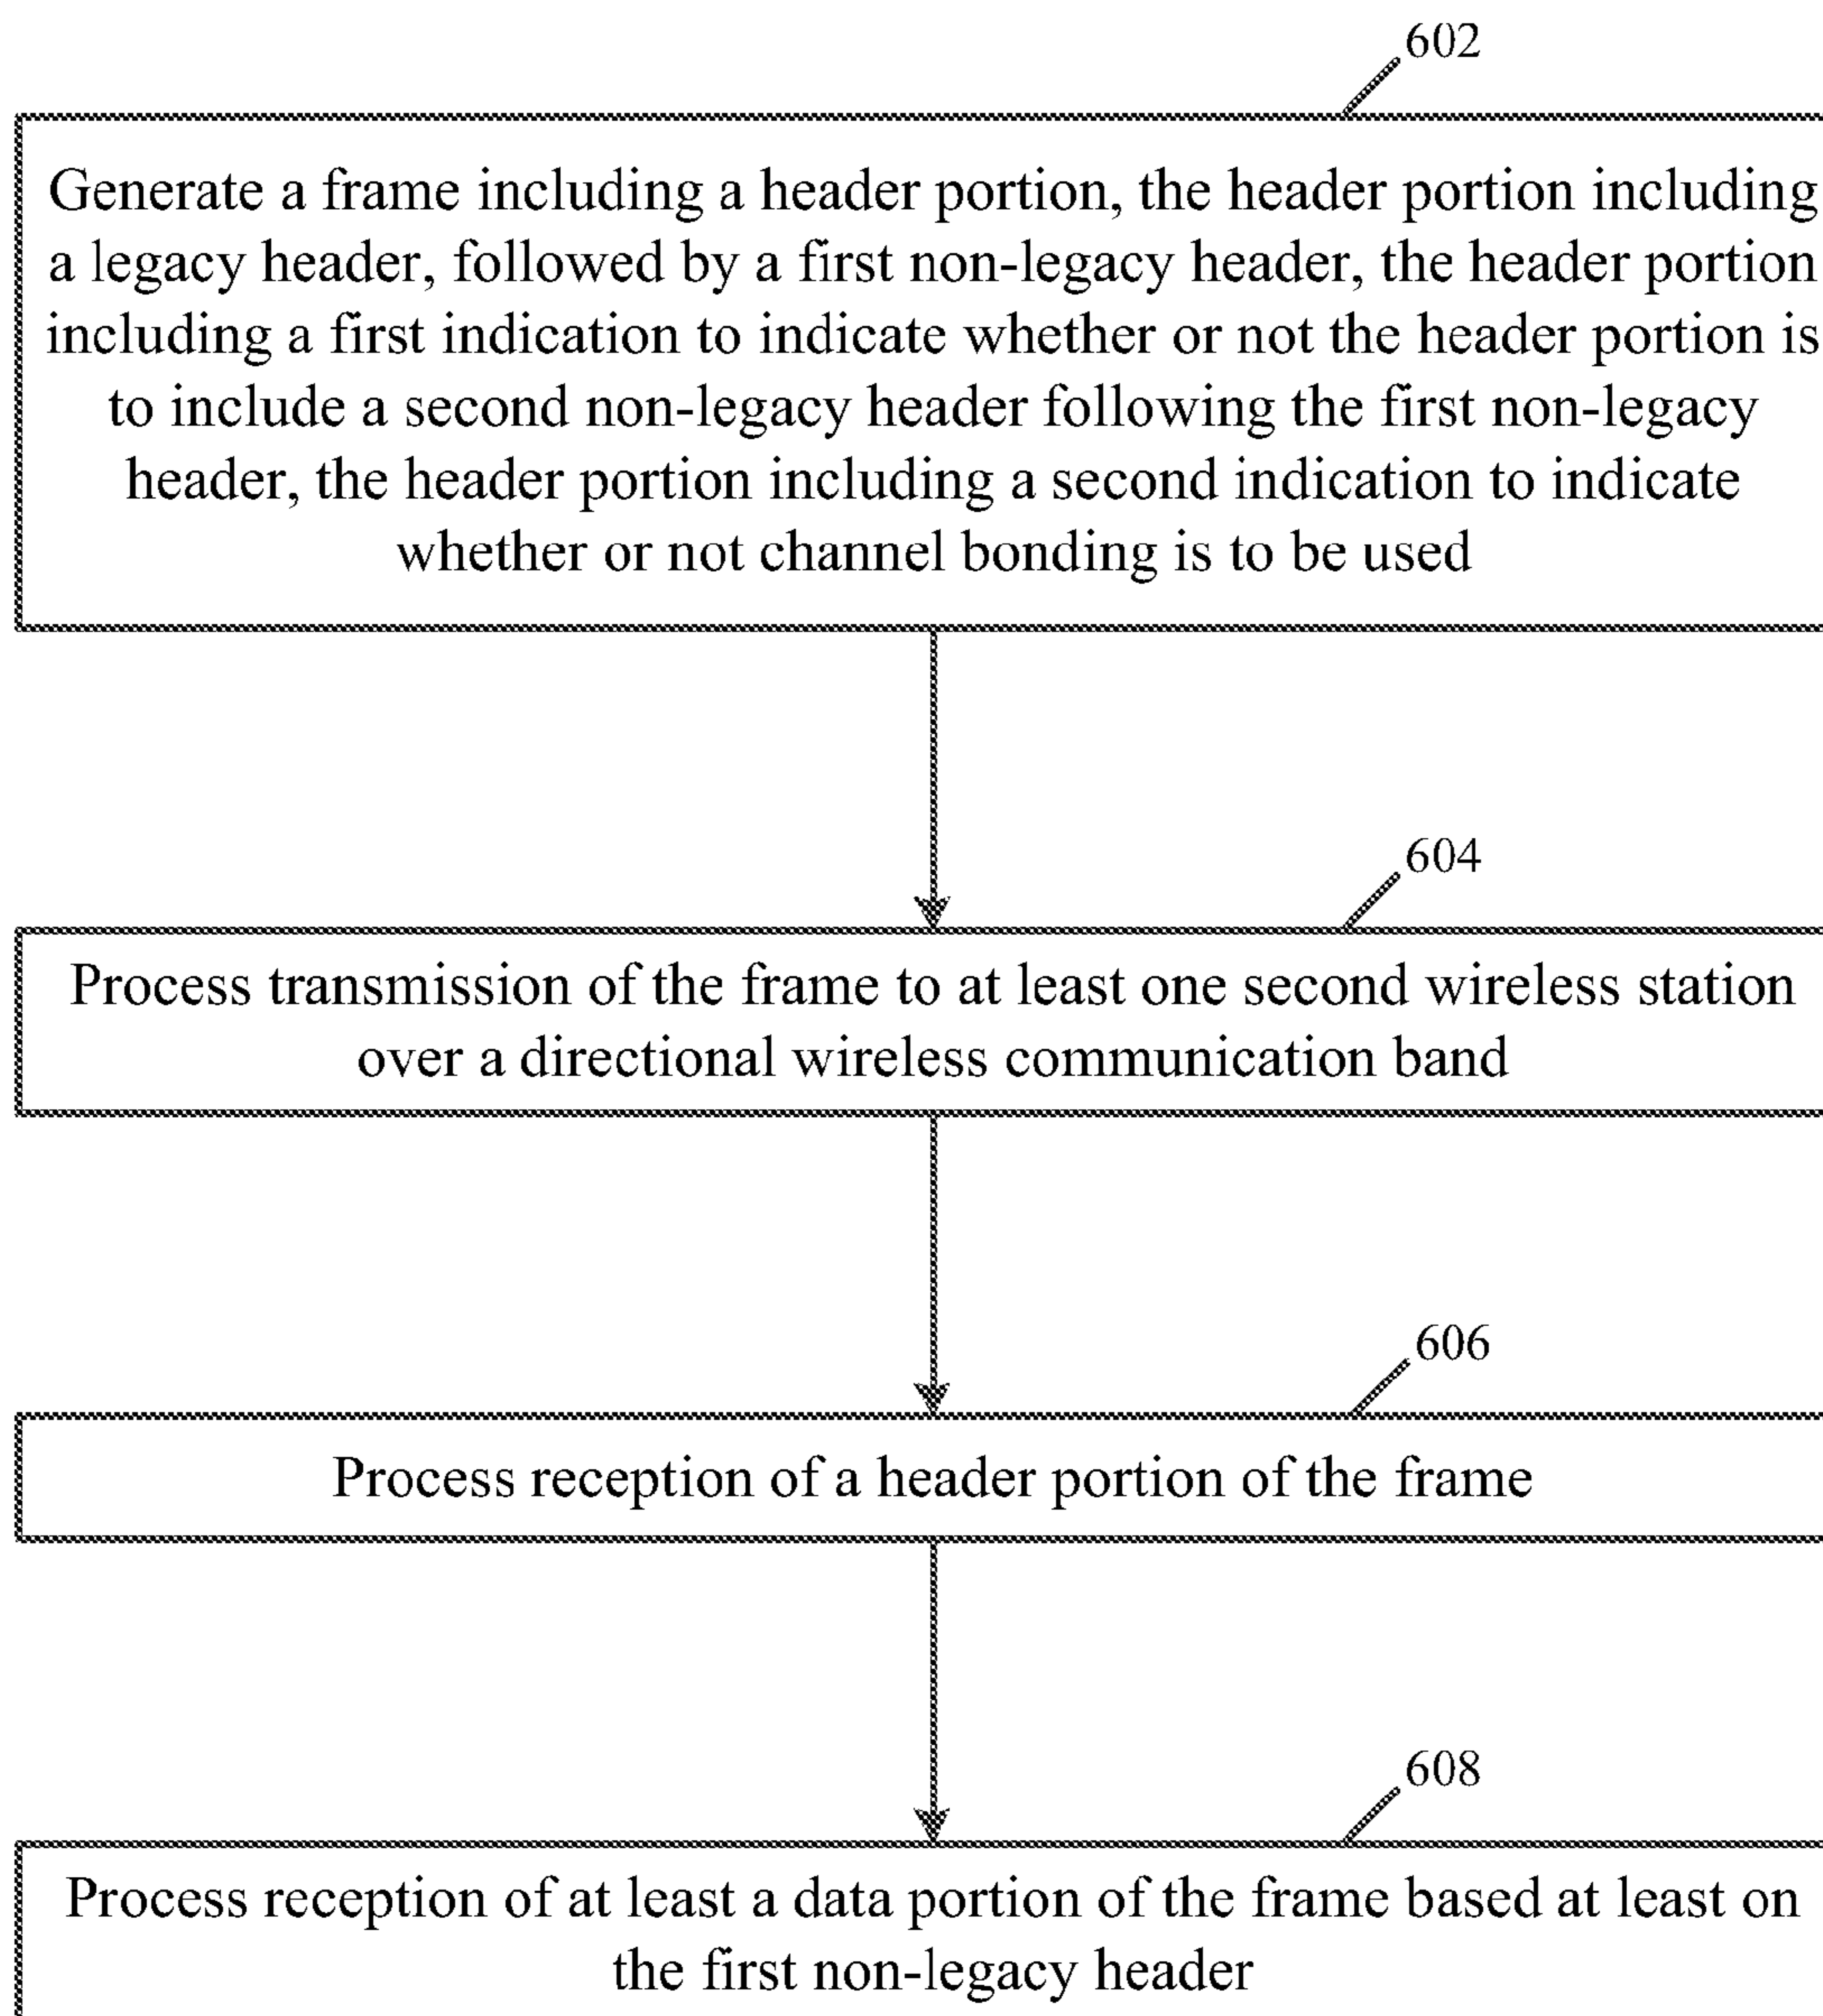 602
Generate a frame including a header portion, the header portion including
a legacy header, followed by a first non-legacy header, the header portion
including a first indication to indicate whether or not the header portion is
to include a second non-legacy header following the first non-legacy
header, the header portion including a second indication to indicate
whether or not channel bonding is to be used
604
Process transmission of the frame to at least one second wireless station
over a directional wireless communication band
606
Process reception of a header portion of the frame
608
Process reception of at least a data portion of the frame based at least on
the first non-legacy header